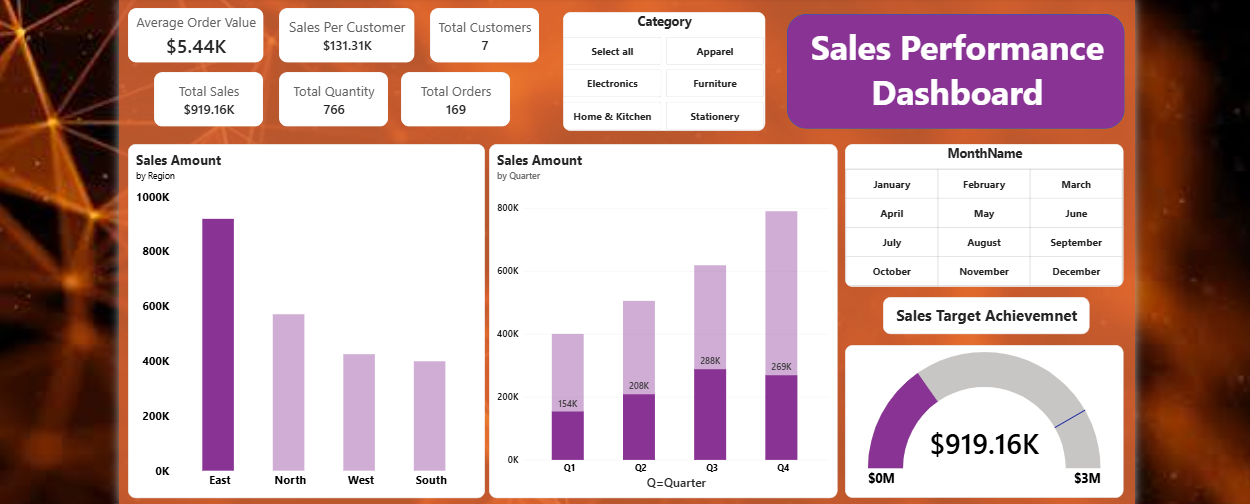 Average Order Value
$5.44K
Sales Per Customer
$131.31K
Total Customers
7
Total Sales
$919.16K
Total Quantity
766
Total Orders
169
Category
Select all
Apparel
Electronics
Furniture
Home & Kitchen
Stationery
Sales Performance
Dashboard
Sales Amount
by Region
1000K
800K
600K
400K
200K
0K
East
North
West
South
Sales Amount
by Quarter
800K
600K
400K
200K
0K
154K
208K
288K
269K
Q1
Q2
Q3
Q4
Q=Quarter
MonthName
January
February
March
April
May
June
July
August
September
October
November
December
Sales Target Achievemnet
$919.16K
$0M
$3M